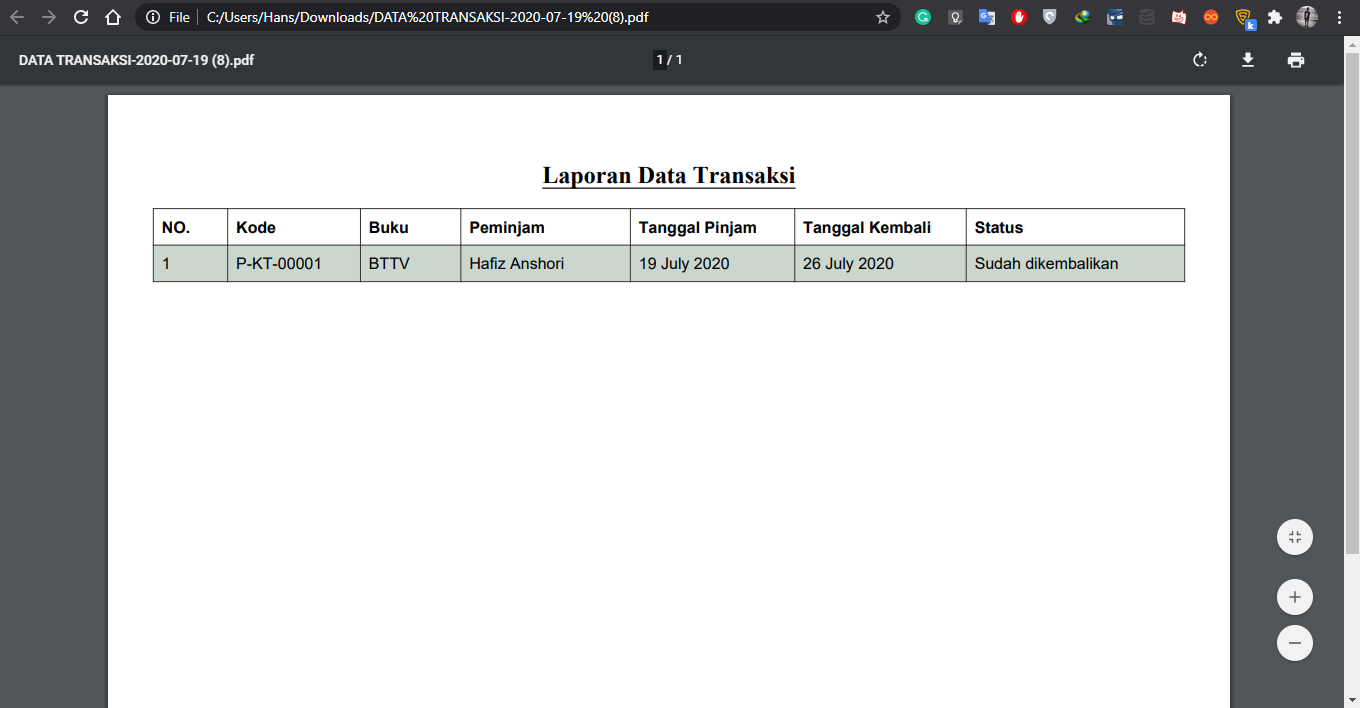 File C:/Users/Hans/Downloads/DATA%20TRANSAKSI-2020-07-19%20(8).pdf
DATA TRANSAKSI-2020-07-19 (8).pdf 1 / 1
Laporan Data Transaksi
NO. Kode Buku Peminjam Tanggal Pinjam Tanggal Kembali Status
1 P-KT-00001 BTTV Hafiz Anshori 19 July 2020 26 July 2020 Sudah dikembalikan